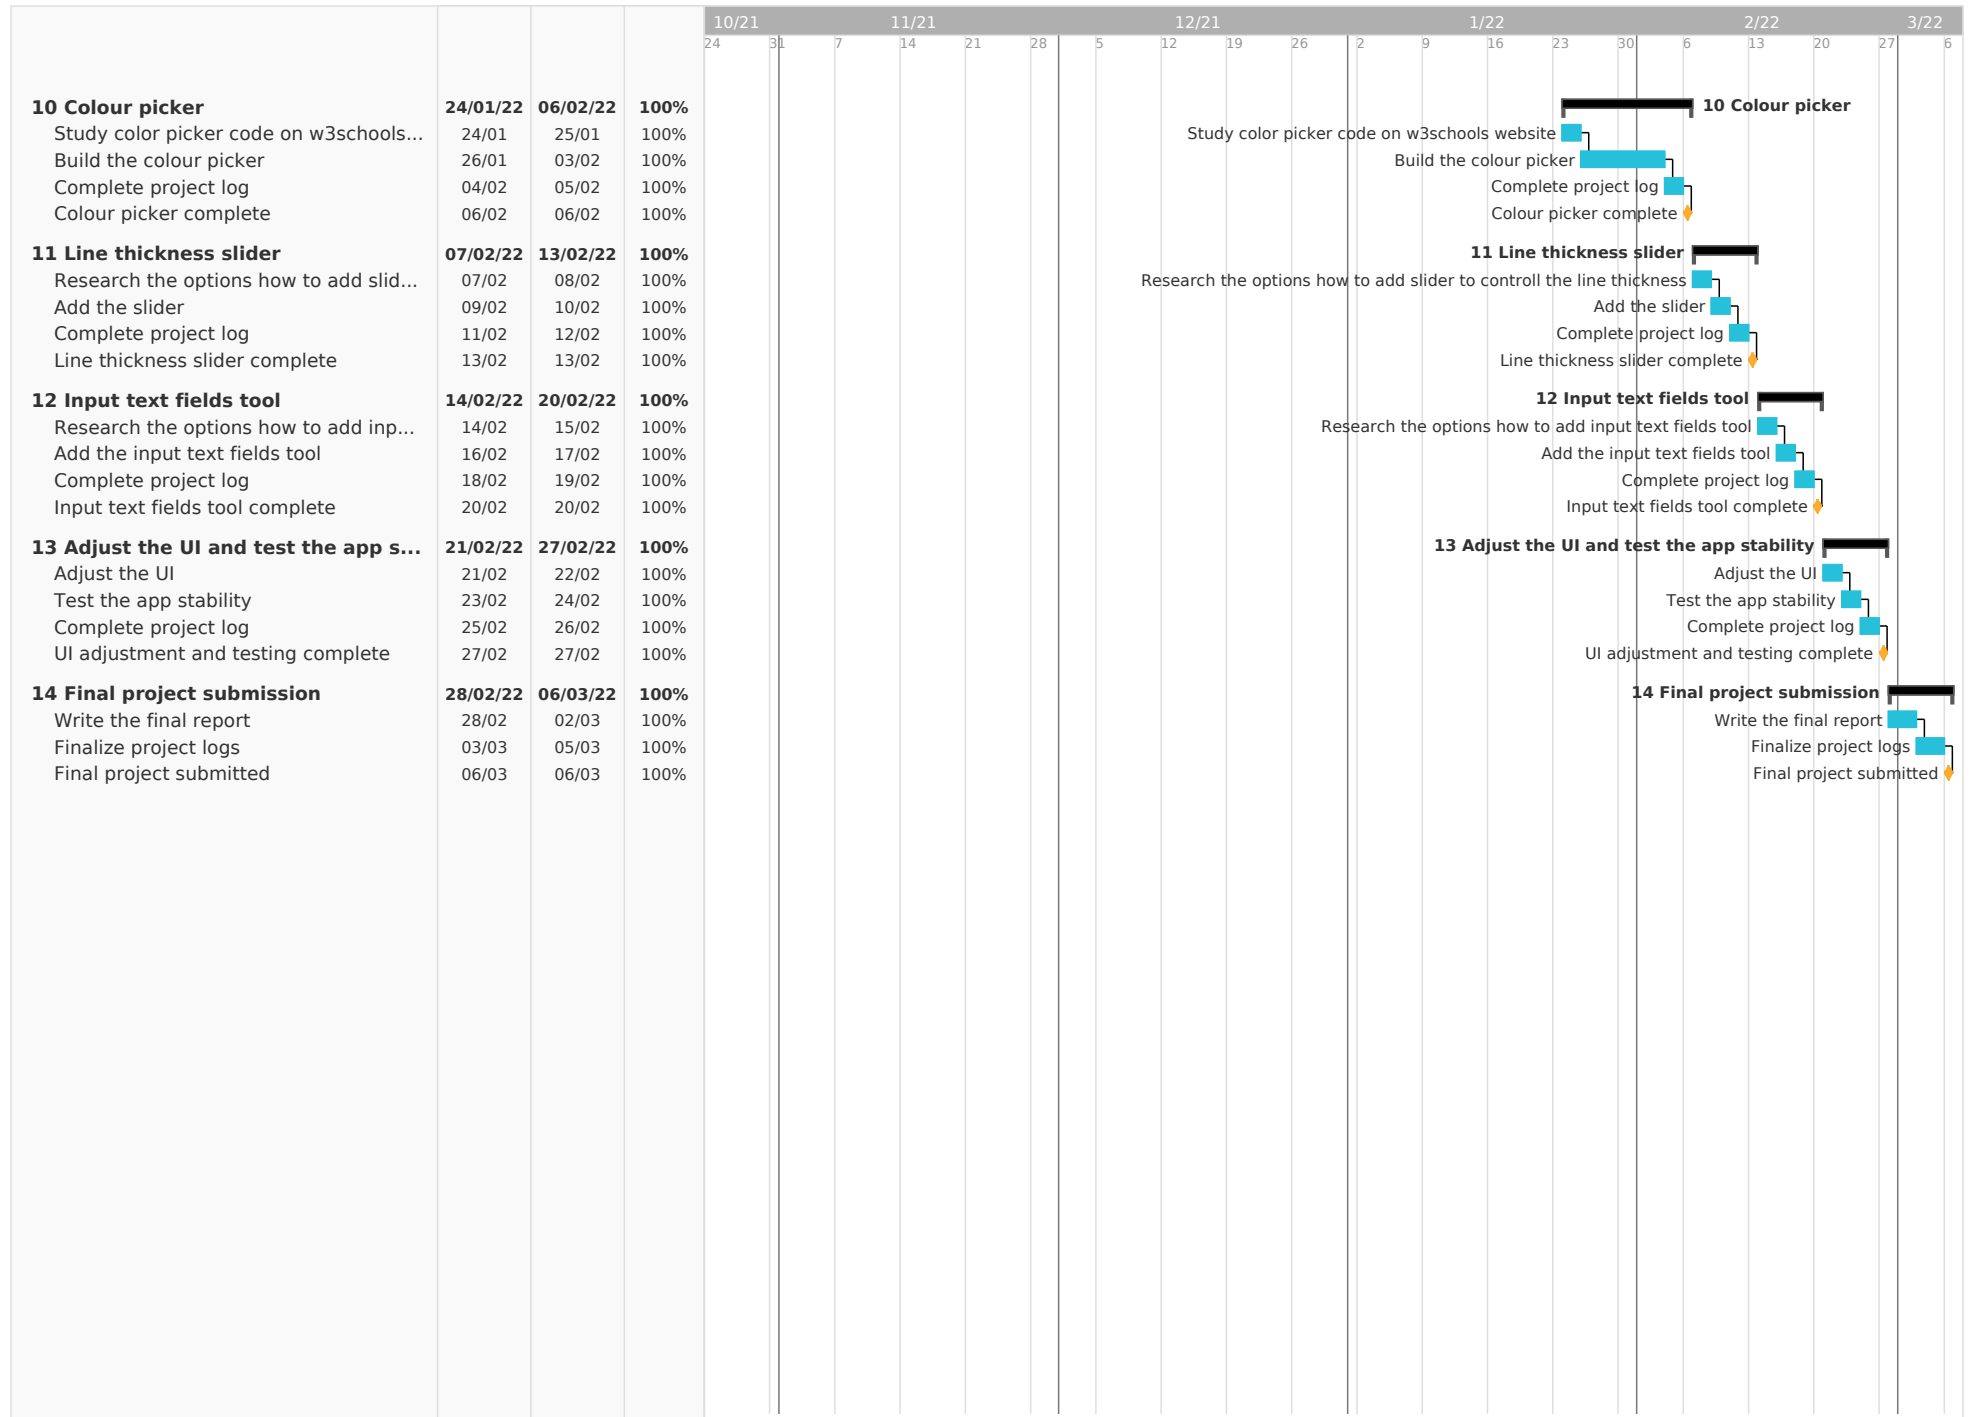 10/21 11/21 12/21 1/22 2/22 3/22
24 31 7 14 21 28 5 12 19 26 2 9 16 23 30 6 13 20 27 6
10 Colour picker 24/01/22 06/02/22 100% 10 Colour picker
Study color picker code on w3schools... 24/01 25/01 100% Study color picker code on w3schools website
Build the colour picker 26/01 03/02 100% Build the colour picker
Complete project log 04/02 05/02 100% Complete project log
Colour picker complete 06/02 06/02 100% Colour picker complete
11 Line thickness slider 07/02/22 13/02/22 100% 11 Line thickness slider
Research the options how to add slid... 07/02 08/02 100% Research the options how to add slider to controll the line thickness
Add the slider 09/02 10/02 100% Add the slider
Complete project log 11/02 12/02 100% Complete project log
Line thickness slider complete 13/02 13/02 100% Line thickness slider complete
12 Input text fields tool 14/02/22 20/02/22 100% 12 Input text fields tool
Research the options how to add inp... 14/02 15/02 100% Research the options how to add input text fields tool
Add the input text fields tool 16/02 17/02 100% Add the input text fields tool
Complete project log 18/02 19/02 100% Complete project log
Input text fields tool complete 20/02 20/02 100% Input text fields tool complete
13 Adjust the UI and test the app s... 21/02/22 27/02/22 100% 13 Adjust the UI and test the app stability
Adjust the UI 21/02 22/02 100% Adjust the UI
Test the app stability 23/02 24/02 100% Test the app stability
Complete project log 25/02 26/02 100% Complete project log
UI adjustment and testing complete 27/02 27/02 100% UI adjustment and testing complete
14 Final project submission 28/02/22 06/03/22 100% 14 Final project submission
Write the final report 28/02 02/03 100% Write the final report
Finalize project logs 03/03 05/03 100% Finalize project logs
Final project submitted 06/03 06/03 100% Final project submitted